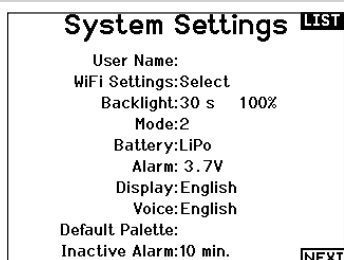 System Settings LIST
User Name:
WiFi Settings:Select
Backlight:30 s 100%
Mode:2
Battery:LiPo
Alarm: 3.7V
Display:English
Voice:English
Default Palette:
Inactive Alarm:10 min.
NEXT